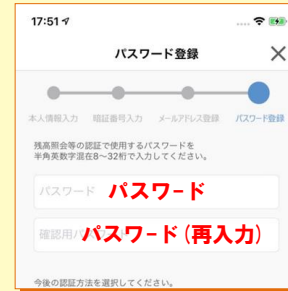 17:51
パスワード登録
本人情報入力 暗証番号入力 メールアドレス登録 パスワード登録
残高照会等の認証で使用するパスワードを
半角英数字混在8〜32桁で入力してください。
パスワード パスワード
確認用パ パスワード(再入力)
今後の認証方法を選択してください。